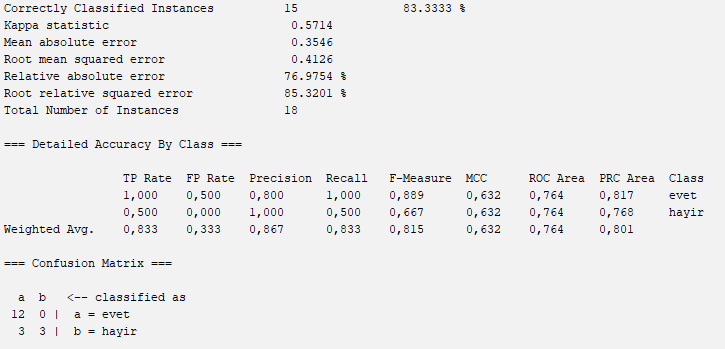 Correctly Classified Instances 15 83.3333 %
Kappa statistic 0.5714
Mean absolute error 0.3546
Root mean squared error 0.4126
Relative absolute error 76.9754 %
Root relative squared error 85.3201 %
Total Number of Instances 18
=== Detailed Accuracy By Class ===
TP Rate FP Rate Precision Recall F-Measure MCC ROC Area PRC Area Class
1,000 0,500 0,800 1,000 0,889 0,632 0,764 0,817 evet
0,500 0,000 1,000 0,500 0,667 0,632 0,764 0,768 hayir
Weighted Avg. 0,833 0,333 0,867 0,833 0,815 0,632 0,764 0,801
=== Confusion Matrix ===
a b <-- classified as
12 0 | a = evet
3 3 | b = hayir